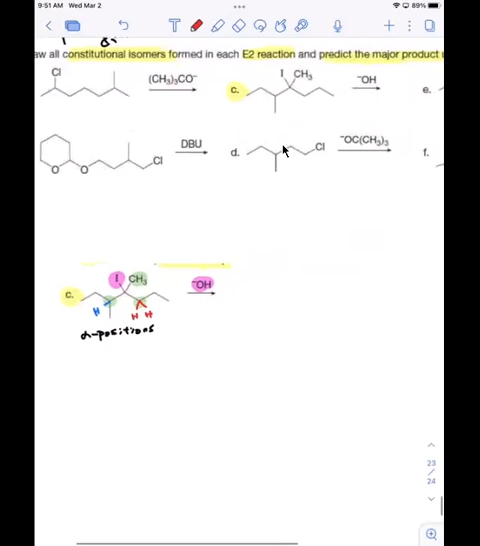 9:51 AM Wed Mar 2
89%
aw all constitutional isomers formed in each E2 reaction and predict the major product
Cl
(CH₃)₃CO⁻
c.
I CH₃
⁻OH
e.
O O
Cl
DBU
d.
Cl
⁻OC(CH₃)₃
f.
c.
I CH₃
⁻OH
H
H H
α-positions
23
/
24